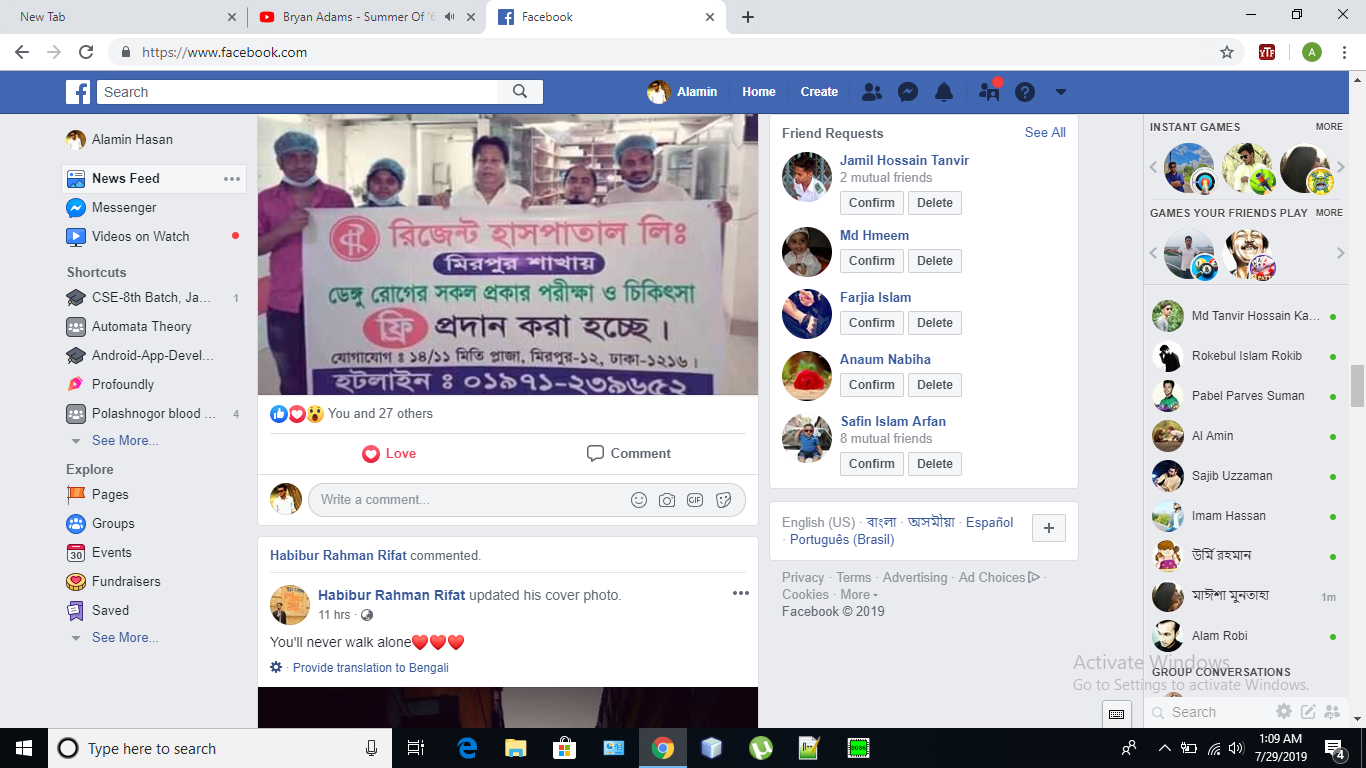 New Tab
Bryan Adams - Summer Of '6
Facebook
https://www.facebook.com
YTF
A
Search
Alamin
Home
Create
Alamin Hasan
News Feed
Messenger
Videos on Watch
Shortcuts
CSE-8th Batch, Ja...
1
Automata Theory
Android-App-Devel...
Profoundly
Polashnogor blood ...
4
See More...
Explore
Pages
Groups
30
Events
Fundraisers
Saved
See More...
রিজেন্ট হাসপাতাল লিঃ
মিরপুর শাখায়
ডেঙ্গু রোগের সকল প্রকার পরীক্ষা ও চিকিৎসা
ফ্রি প্রদান করা হচ্ছে।
যোগাযোগ : ১৪/১১ মিতি প্লাজা, মিরপুর-১২, ঢাকা-১২১৬।
হটলাইন : ০১৯৭১-২৩৯৬৫২
You and 27 others
Love
Comment
Write a comment...
GIF
Habibur Rahman Rifat commented.
Habibur Rahman Rifat updated his cover photo.
11 hrs ·
You'll never walk alone❤❤❤
· Provide translation to Bengali
Friend Requests
See All
Jamil Hossain Tanvir
2 mutual friends
Confirm
Delete
Md Hmeem
Confirm
Delete
Farjia Islam
Confirm
Delete
Anaum Nabiha
Confirm
Delete
Safin Islam Arfan
8 mutual friends
Confirm
Delete
English (US) · বাংলা · অসমীয়া · Español
· Português (Brasil)
Privacy · Terms · Advertising · Ad Choices ·
Cookies · More
Facebook © 2019
INSTANT GAMES
MORE
GAMES YOUR FRIENDS PLAY
MORE
Md Tanvir Hossain Ka...
Rokebul Islam Rokib
Pabel Parves Suman
Al Amin
Sajib Uzzaman
Imam Hassan
উর্মি রহমান
মাঈশা মুনতাহা
1m
Alam Robi
GROUP CONVERSATIONS
Search
Activate Windows
Go to Settings to activate Windows.
Type here to search
8086
1:09 AM
7/29/2019
4